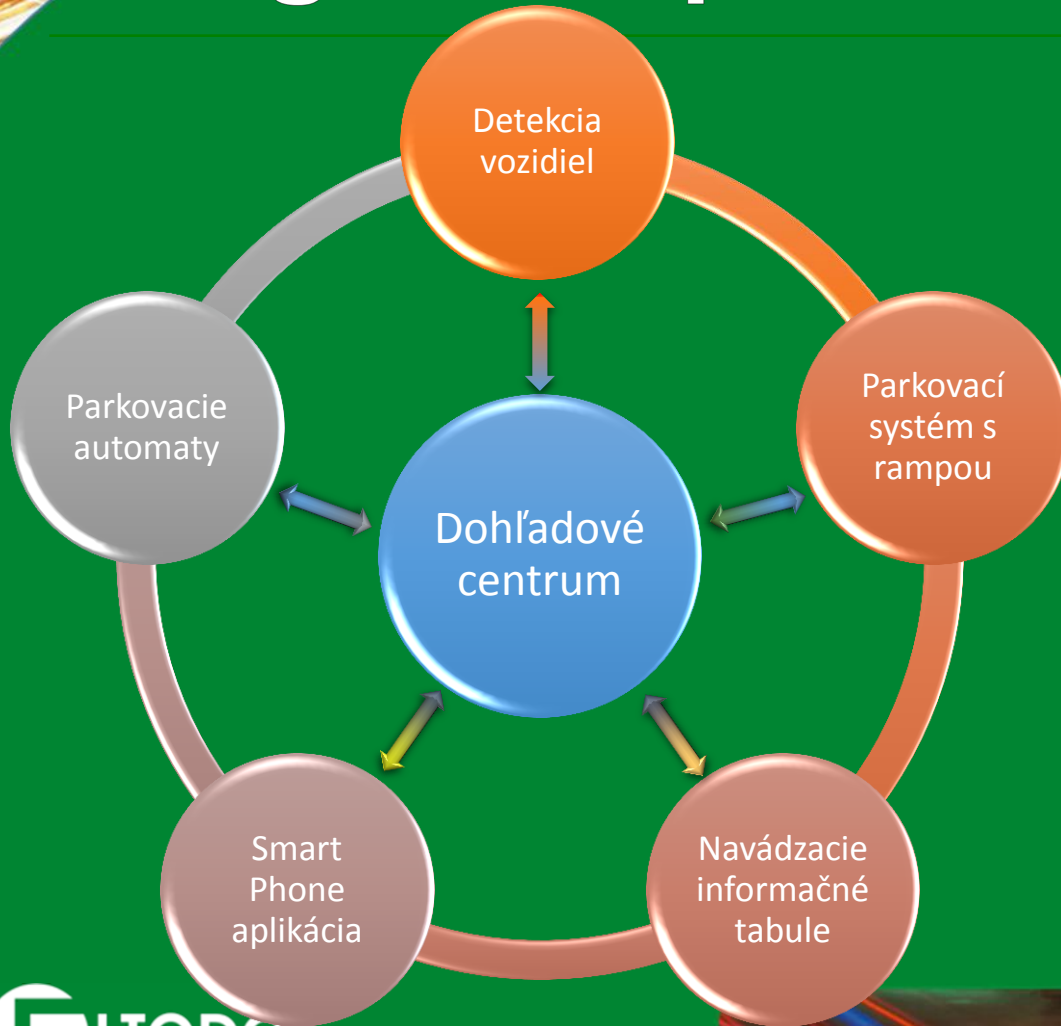 Detekcia
vozidiel
Parkovací
systém s
rampou
Navádzacie
informačné
tabule
Smart
Phone
aplikácia
Parkovacie
automaty
Dohľadové
centrum